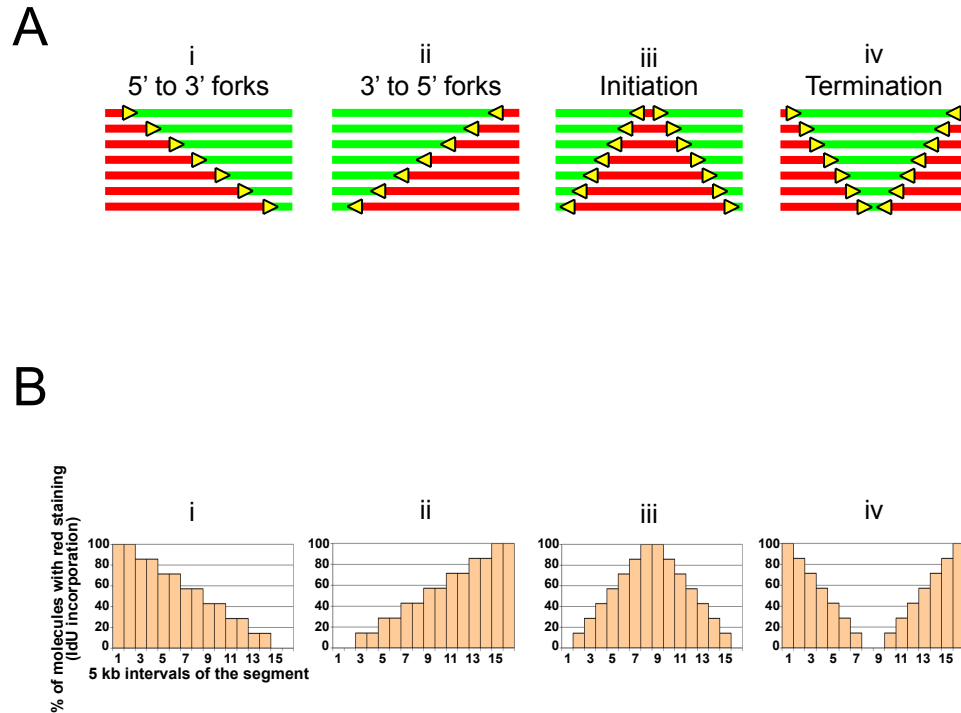 A
i
5' to 3' forks
ii
3' to 5' forks
iii
Initiation
iv
Termination
B
% of molecules with red staining
(IdU incorporation)
i
100
80
60
40
20
0
1 3 5 7 9 11 13 15
5 kb intervals of the segment
ii
100
80
60
40
20
0
1 3 5 7 9 11 13 15
iii
100
80
60
40
20
0
1 3 5 7 9 11 13 15
iv
100
80
60
40
20
0
1 3 5 7 9 11 13 15